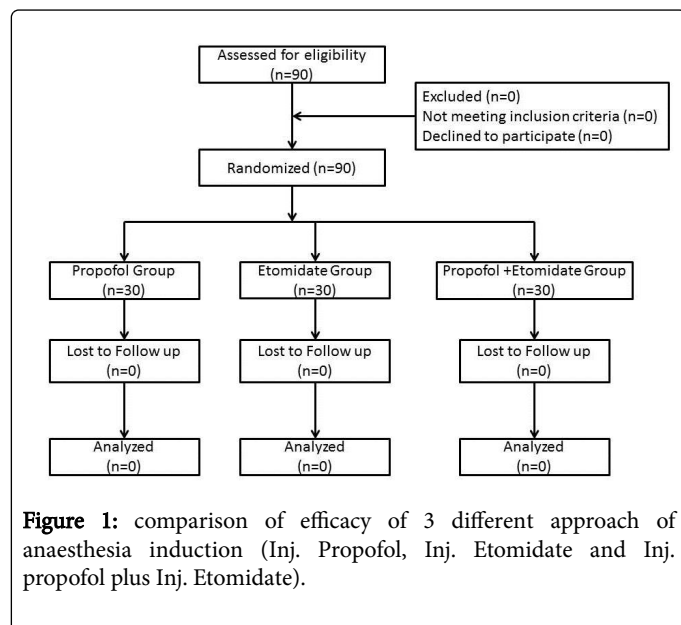 Assessed for eligibility
(n=90)
Excluded (n=0)
Not meeting inclusion criteria (n=0)
Declined to participate (n=0)
Randomized (n=90)
Propofol Group
(n=30)
Etomidate Group
(n=30)
Propofol +Etomidate Group
(n=30)
Lost to Follow up
(n=0)
Lost to Follow up
(n=0)
Lost to Follow up
(n=0)
Analyzed
(n=0)
Analyzed
(n=0)
Analyzed
(n=0)
Figure 1: comparison of efficacy of 3 different approach of
anaesthesia induction (Inj. Propofol, Inj. Etomidate and Inj.
propofol plus Inj. Etomidate).